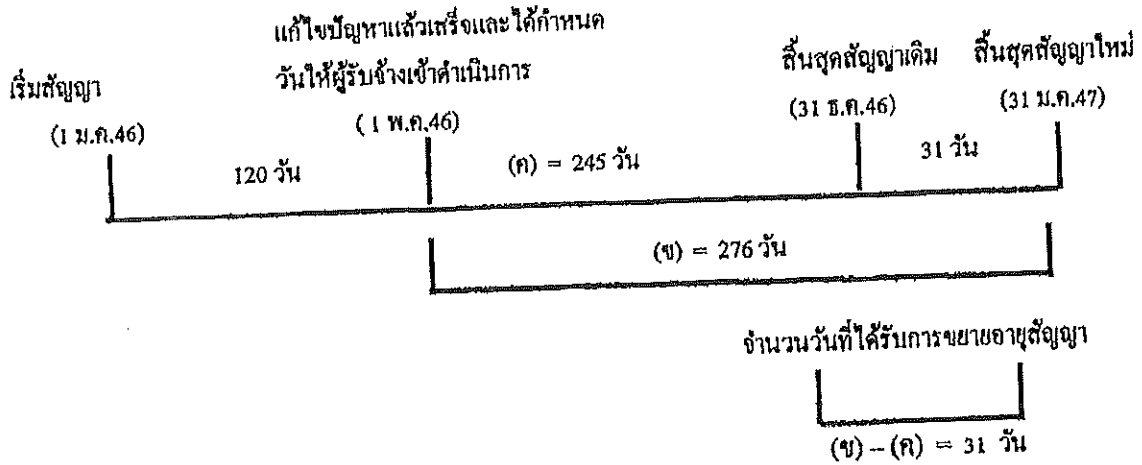 แก้ไขปัญหาแล้วเสร็จและได้กำหนด
วันให้ผู้รับจ้างเข้าดำเนินการ
เริ่มสัญญา
สิ้นสุดสัญญาเดิม
สิ้นสุดสัญญาใหม่
(1 ม.ค.46)
(1 พ.ค.46)
(31 ธ.ค.46)
(31 ม.ค.47)
120 วัน
(ค) = 245 วัน
31 วัน
(ข) = 276 วัน
จำนวนวันที่ได้รับการขยายอายุสัญญา
(ข) – (ค) = 31 วัน